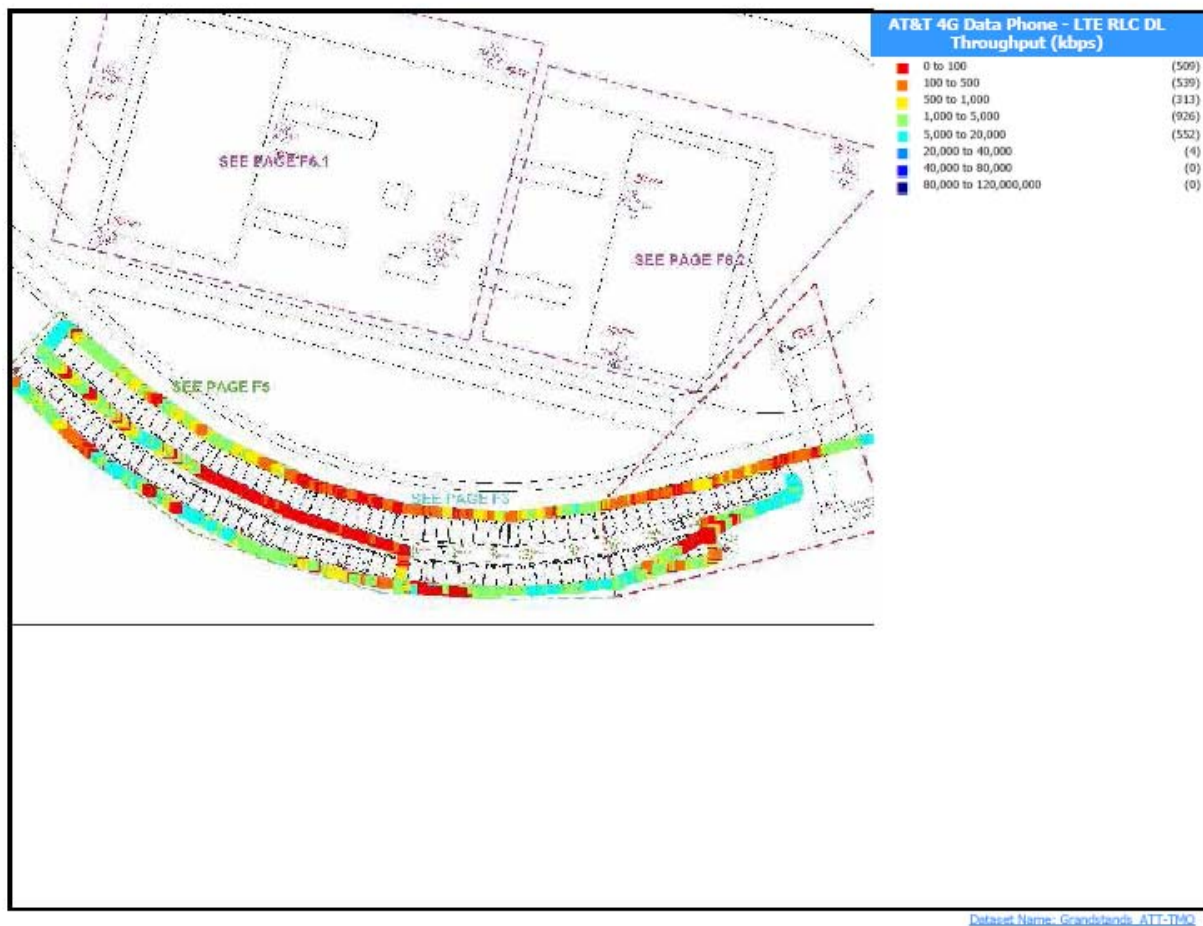 AT&T 4G Data Phone - LTE RLC DL
Throughput (kbps)
0 to 100 (509)
100 to 500 (539)
500 to 1,000 (313)
1,000 to 5,000 (926)
5,000 to 20,000 (552)
20,000 to 40,000 (4)
40,000 to 80,000 (0)
80,000 to 120,000,000 (0)
SEE PAGE F6.1
SEE PAGE F6.2
SEE PAGE F5
SEE PAGE F3
Dataset Name: Grandstands_ATT-TMO